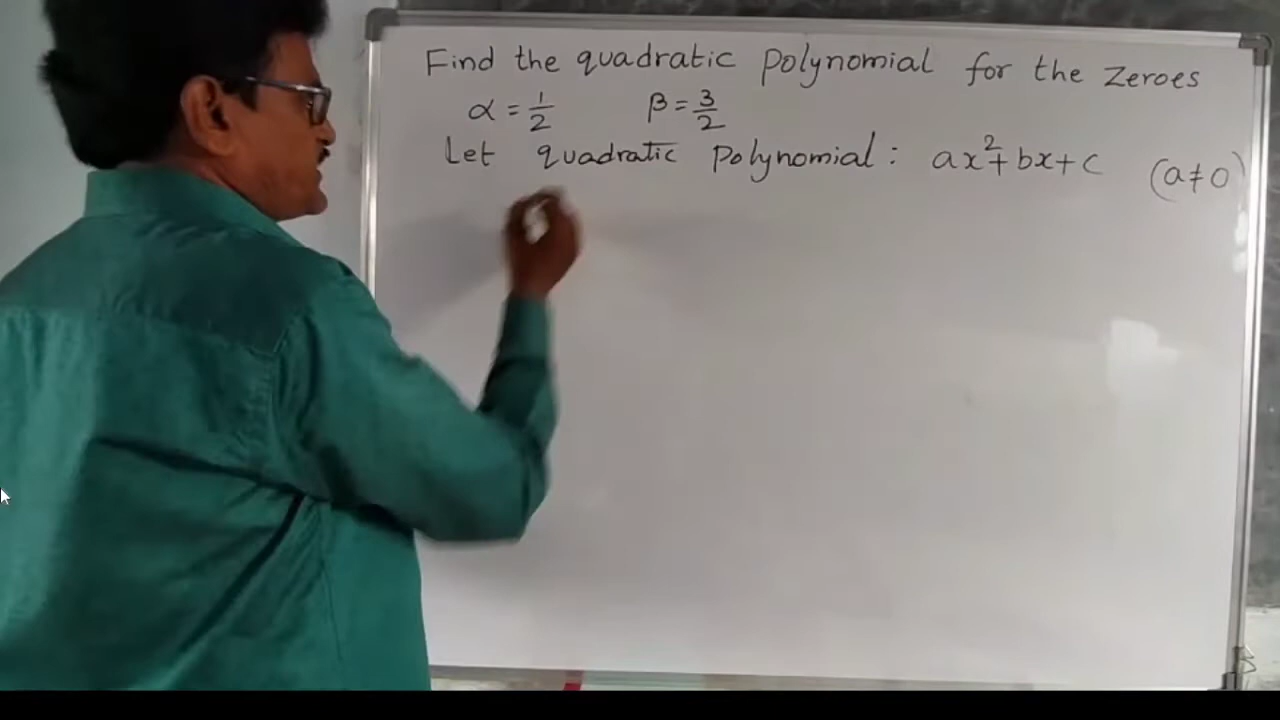 Find the quadratic polynomial for the zeroes
α = 1/2 β = 3/2
Let quadratic polynomial : ax²+bx+c (a≠0)